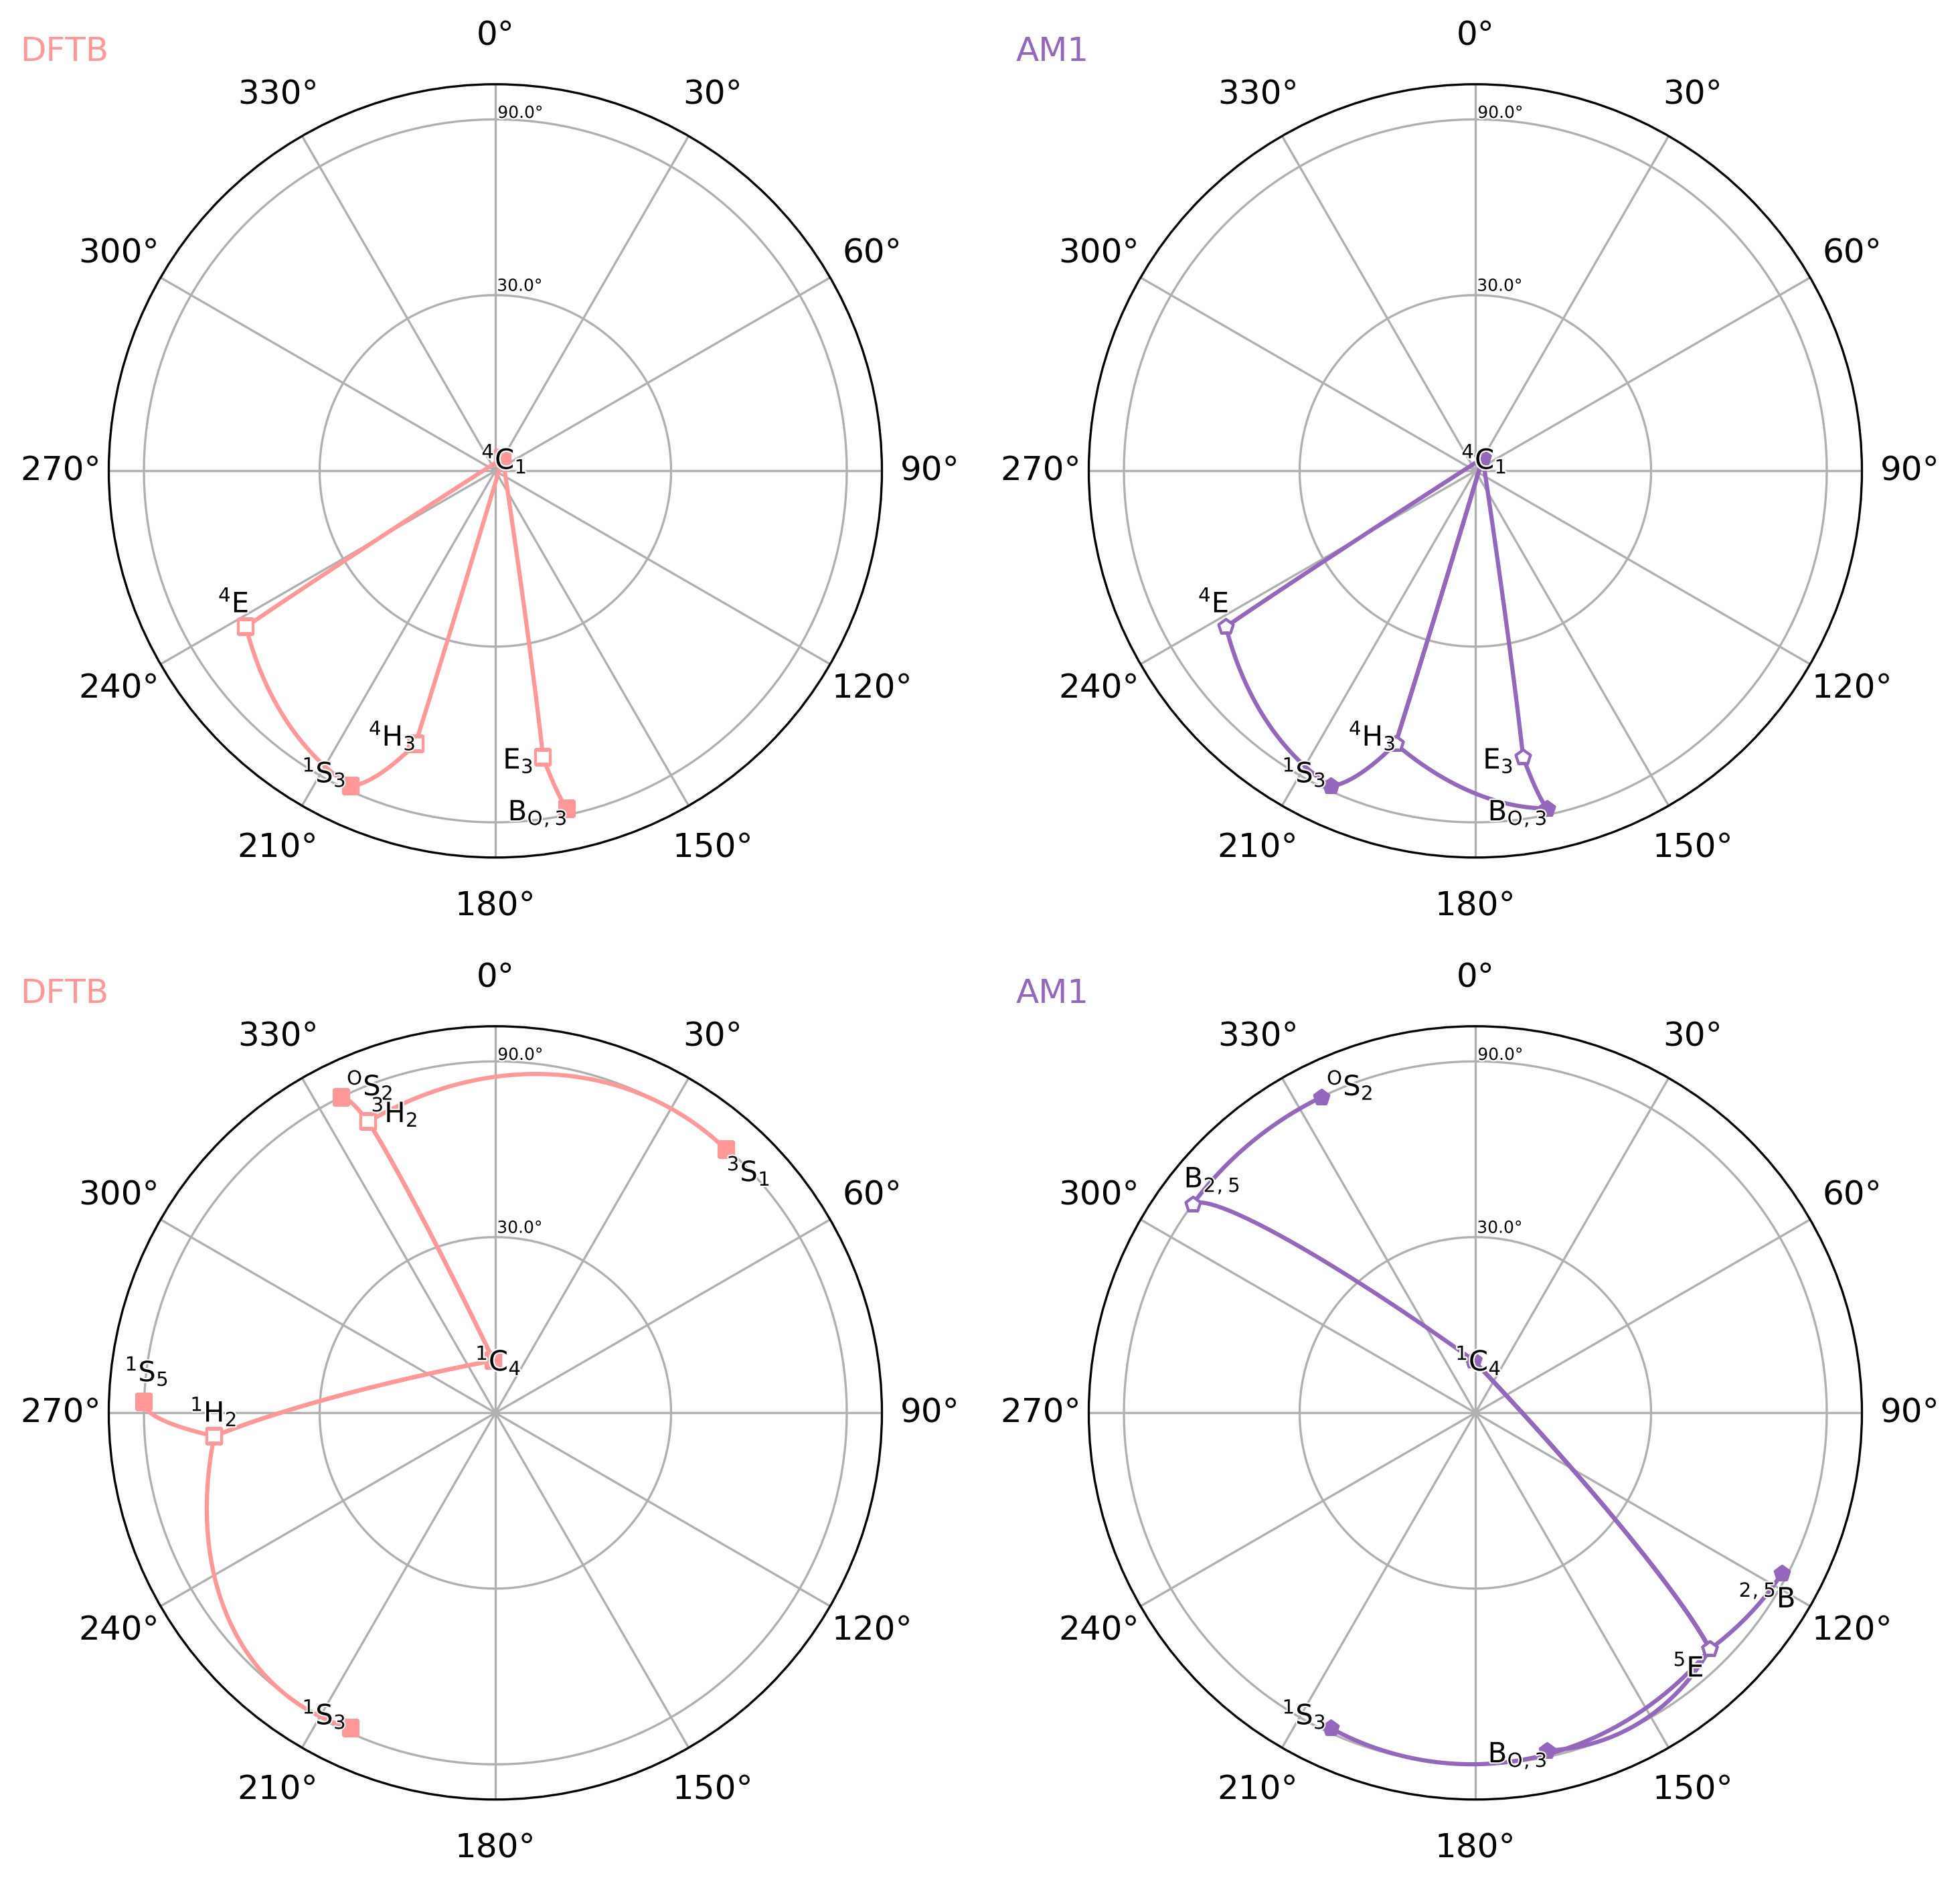 DFTB
0°
330°
30°
90.0°
300°
60°
30.0°
⁴C₁
270°
90°
⁴E
240°
120°
⁴H₃
E₃
¹S₃
B_O, 3
210°
150°
180°
AM1
0°
330°
30°
90.0°
300°
60°
30.0°
⁴C₁
270°
90°
⁴E
240°
120°
⁴H₃
E₃
¹S₃
B_O, 3
210°
150°
180°
DFTB
0°
330°
30°
90.0°
ᴼS₂
³H₂
³S₁
300°
60°
30.0°
¹C₄
¹S₅
¹H₂
270°
90°
240°
120°
¹S₃
210°
150°
180°
AM1
0°
330°
30°
90.0°
ᴼS₂
B₂,₅
300°
60°
30.0°
¹C₄
270°
90°
²,⁵B
240°
120°
⁵E
¹S₃
B_O, 3
210°
150°
180°